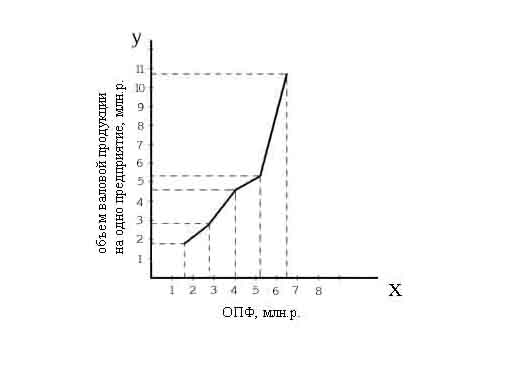 y
объем валовой продукции
на одно предприятие, млн.р.
11
10
9
8
7
6
5
4
3
2
1
1 2 3 4 5 6 7 8
X
ОПФ, млн.р.